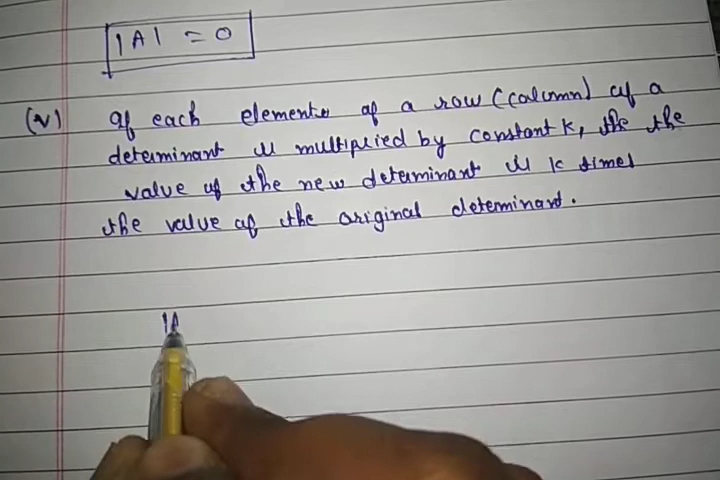 |A| = 0
(V) If each element of a row (column) of a
determinant is multiplied by constant k, the the
value of the new determinant is k times
the value of the original determinant.
|A